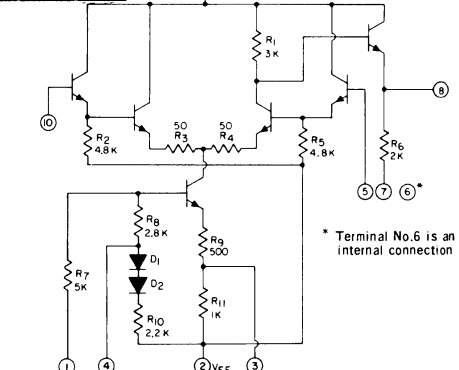 R1
3K
8
10
R2
4.8K
50
R3
50
R4
R5
4.8K
R6
2K
5
7
6*
R8
2.8K
R9
500
* Terminal No.6 is an
internal connection
D1
D2
R7
5K
R11
1K
R10
2.2K
1
4
2
VEE
3